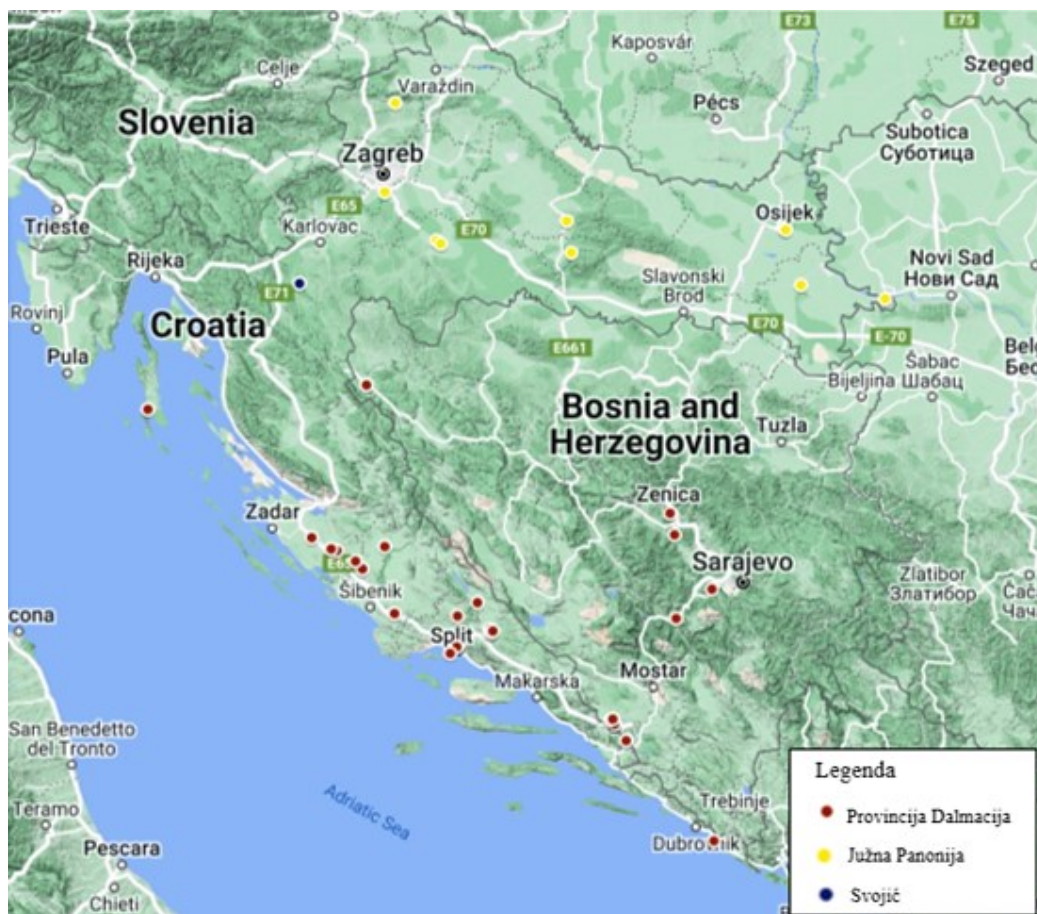 E73
E75
Kaposvár
Szeged
Celje
Varaždin
Pécs
Slovenia
Subotica
Суботица
Zagreb
E65
Trieste
Karlovac
E70
Osijek
Rijeka
Novi Sad
Нови Сад
E71
Slavonski
Brod
Rovinj
Croatia
E70
E-70
Pula
E661
Šabac
Шабац
Bijeljina
Bosnia and
Herzegovina
Tuzla
Zenica
Zadar
Sarajevo
Zlatibor
Златибор
Šibenik
cona
Split
Mostar
Makarska
San Benedetto
del Tronto
Adriatic Sea
Trebinje
Teramo
Pescara
Chieti
Legenda
Provincija Dalmacija
Južna Panonija
Svojić